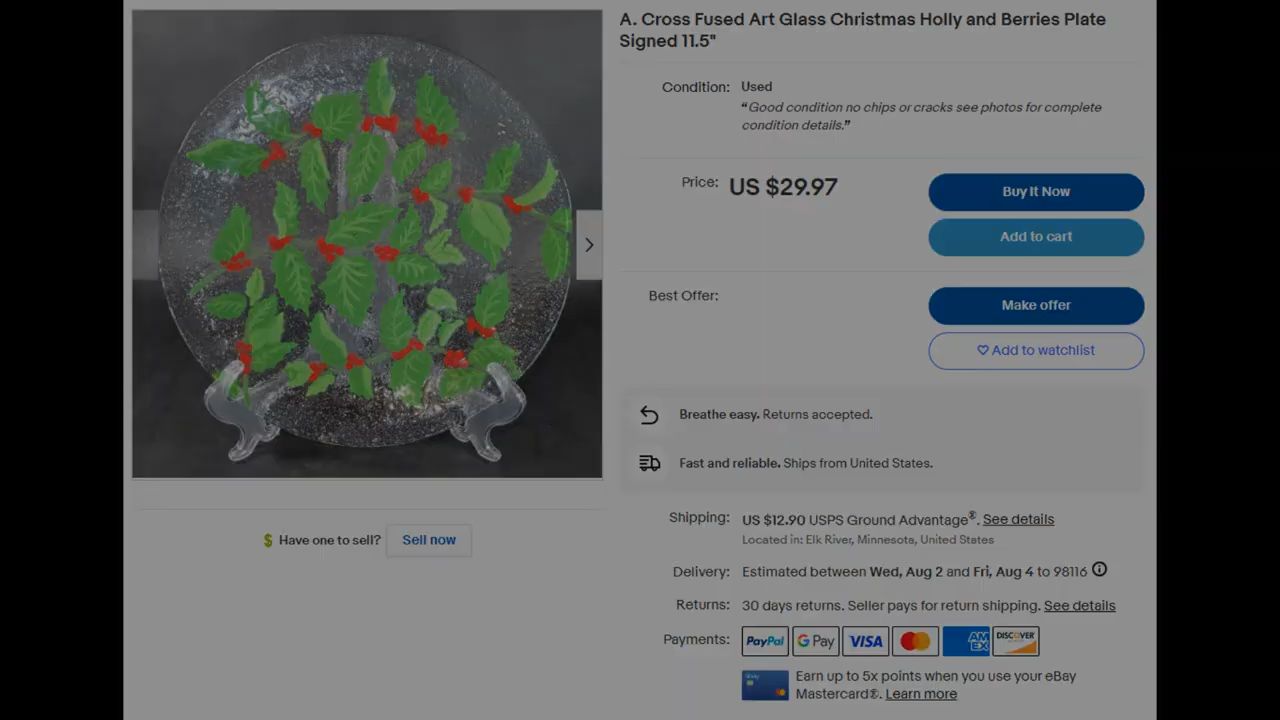 A. Cross Fused Art Glass Christmas Holly and Berries Plate
Signed 11.5"
Condition: Used
“Good condition no chips or cracks see photos for complete
condition details.”
Price: US $29.97
Buy It Now
Add to cart
Best Offer:
Make offer
Add to watchlist
Breathe easy. Returns accepted.
Fast and reliable. Ships from United States.
Have one to sell? Sell now
Shipping: US $12.90 USPS Ground Advantage®. See details
Located in: Elk River, Minnesota, United States
Delivery: Estimated between Wed, Aug 2 and Fri, Aug 4 to 98116
Returns: 30 days returns. Seller pays for return shipping. See details
Payments: PayPal G Pay VISA AM EX DISCOVER
Earn up to 5x points when you use your eBay
Mastercard®. Learn more